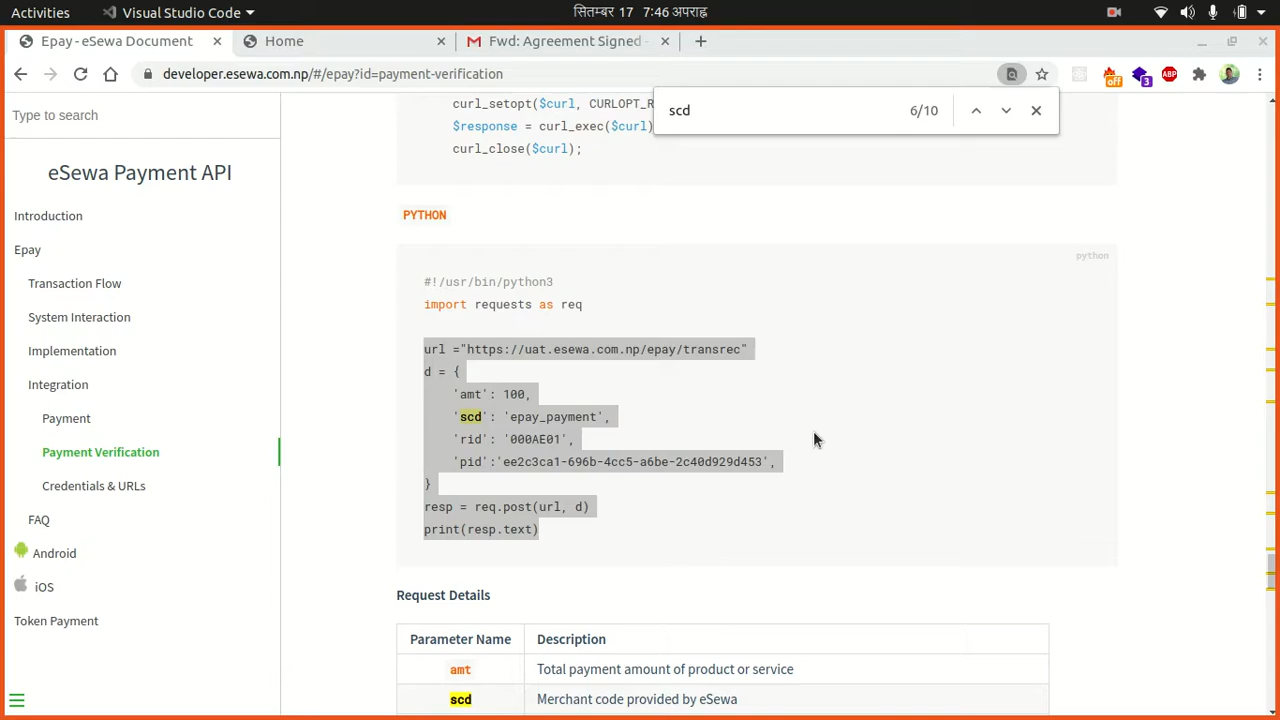 Activities
Visual Studio Code
सितम्बर 17 7:46 अपराह्न
Epay - eSewa Document
Home
Fwd: Agreement Signed -
developer.esewa.com.np/#/epay?id=payment-verification
off
3
ABP
scd
6/10
Type to search
eSewa Payment API
Introduction
Epay
Transaction Flow
System Interaction
Implementation
Integration
Payment
Payment Verification
Credentials & URLs
FAQ
Android
iOS
Token Payment
curl_setopt($curl, CURLOPT_R
$response = curl_exec($curl)
curl_close($curl);
PYTHON
python
#!/usr/bin/python3
import requests as req
url ="https://uat.esewa.com.np/epay/transrec"
d = {
'amt': 100,
'scd': 'epay_payment',
'rid': '000AE01',
'pid':'ee2c3ca1-696b-4cc5-a6be-2c40d929d453',
}
resp = req.post(url, d)
print(resp.text)
Request Details
Parameter Name Description
amt Total payment amount of product or service
scd Merchant code provided by eSewa